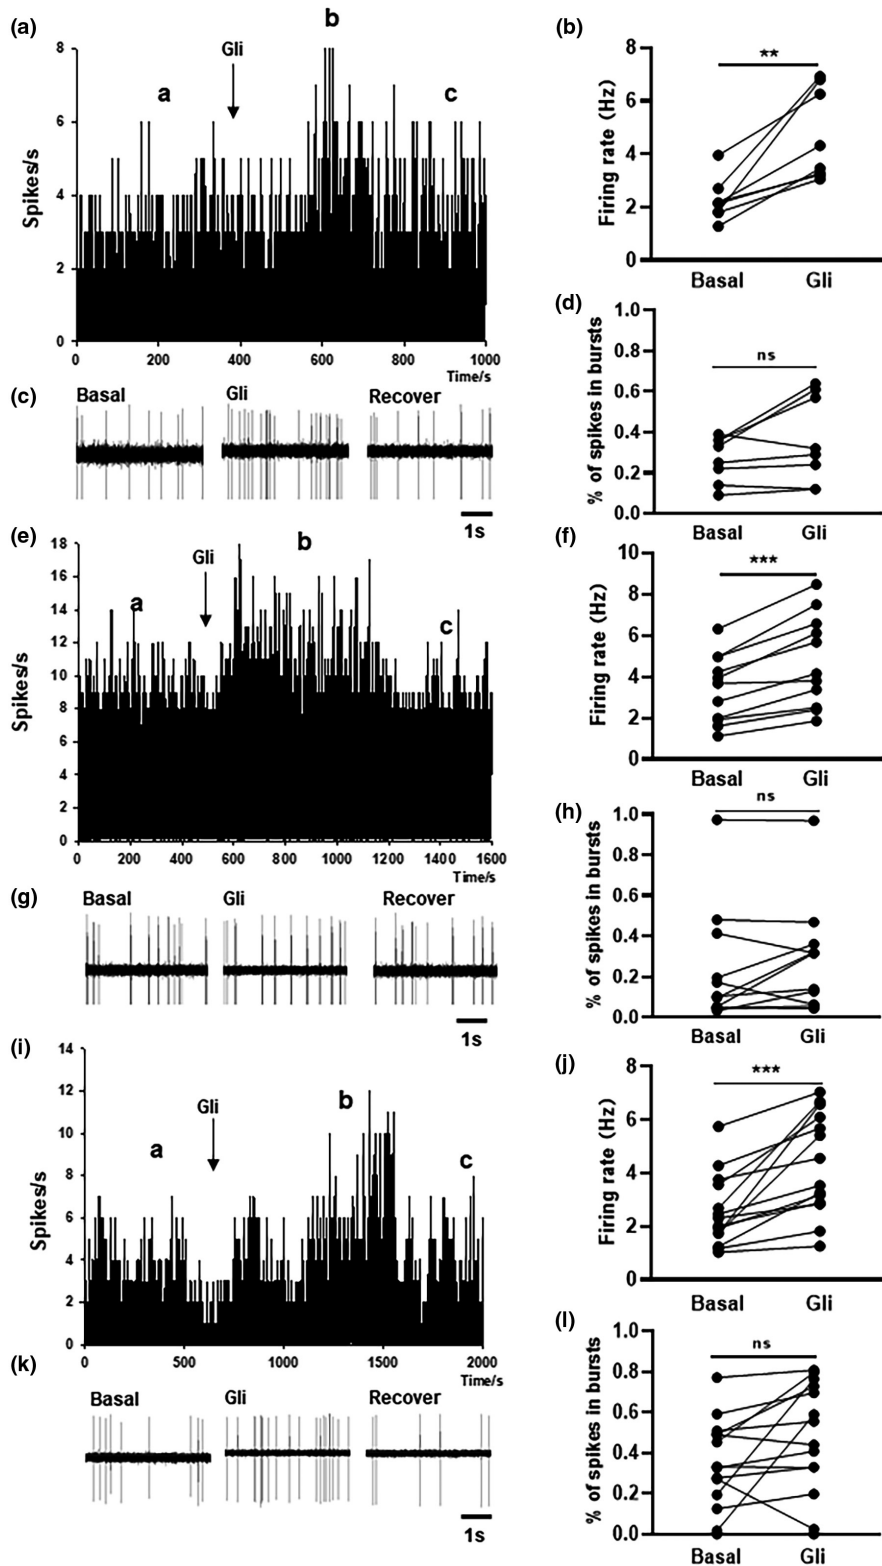 (a)
b
Gli
a
c
Spikes/s
8
6
4
2
0
0 200 400 600 800 1000
Time/s
(b)
**
Firing rate (Hz)
8
6
4
2
0
Basal Gli
(c)
Basal Gli Recover
1s
(d)
ns
% of spikes in bursts
1.0
0.8
0.6
0.4
0.2
0.0
Basal Gli
(e)
b
Gli
a
c
Spikes/s
18
16
14
12
10
8
6
4
2
0
0 200 400 600 800 1000 1200 1400 1600
Time/s
(f)
***
Firing rate (Hz)
10
8
6
4
2
0
Basal Gli
(g)
Basal Gli Recover
1s
(h)
ns
% of spikes in bursts
1.0
0.8
0.6
0.4
0.2
0.0
Basal Gli
(i)
b
Gli
a
c
Spikes/s
14
12
10
8
6
4
2
0
0 500 1000 1500 2000
Time/s
(j)
***
Firing rate (Hz)
8
6
4
2
0
Basal Gli
(k)
Basal Gli Recover
1s
(l)
ns
% of spikes in bursts
1.0
0.8
0.6
0.4
0.2
0.0
Basal Gli